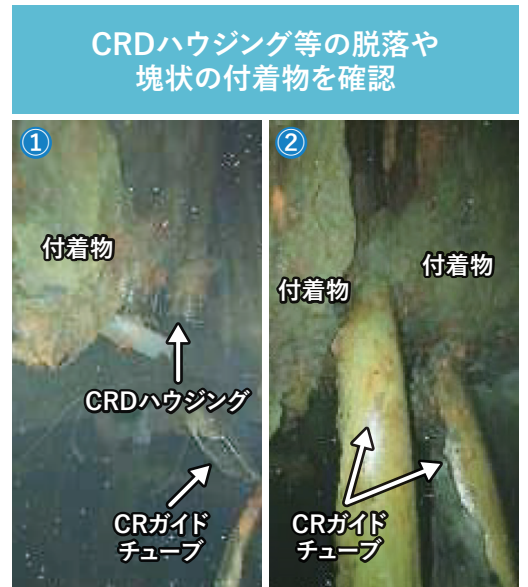 CRDハウジング等の脱落や
塊状の付着物を確認
①
付着物
CRDハウジング
CRガイド
チューブ
②
付着物
付着物
CRガイド
チューブ